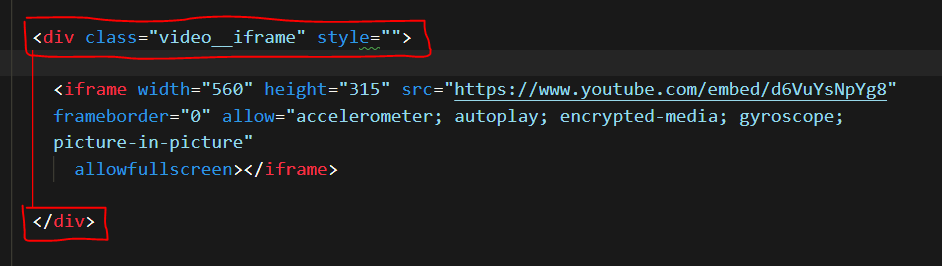 <div class="video__iframe" style="">
<iframe width="560" height="315" src="https://www.youtube.com/embed/d6VuYsNpYg8"
frameborder="0" allow="accelerometer; autoplay; encrypted-media; gyroscope;
picture-in-picture"
allowfullscreen></iframe>
</div>